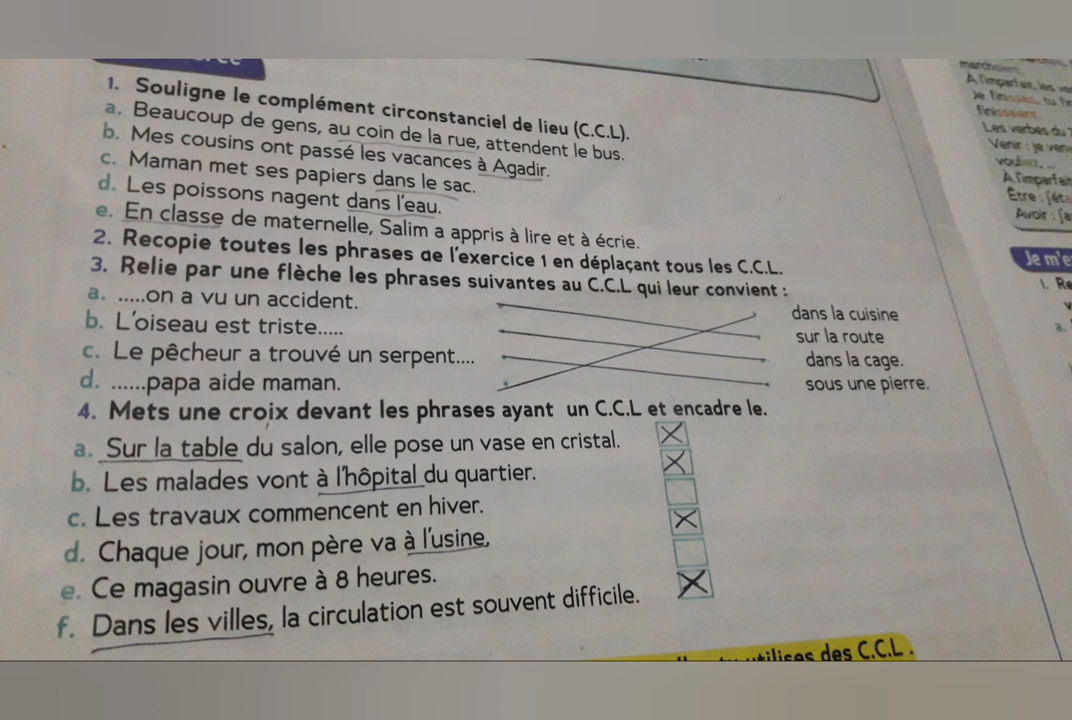 1. Souligne le complément circonstanciel de lieu (C.C.L).
a. Beaucoup de gens, au coin de la rue, attendent le bus.
b. Mes cousins ont passé les vacances à Agadir.
c. Maman met ses papiers dans le sac.
d. Les poissons nagent dans l'eau.
e. En classe de maternelle, Salim a appris à lire et à écrie.
2. Recopie toutes les phrases de l'exercice 1 en déplaçant tous les C.C.L.
3. Relie par une flèche les phrases suivantes au C.C.L qui leur convient :
a. .....on a vu un accident.
dans la cuisine
b. L'oiseau est triste.....
sur la route
c. Le pêcheur a trouvé un serpent....
dans la cage.
d. ......papa aide maman.
sous une pierre.
4. Mets une croix devant les phrases ayant un C.C.L et encadre le.
a. Sur la table du salon, elle pose un vase en cristal.
b. Les malades vont à l'hôpital du quartier.
c. Les travaux commencent en hiver.
d. Chaque jour, mon père va à l'usine,
e. Ce magasin ouvre à 8 heures.
f. Dans les villes, la circulation est souvent difficile.
utilises des C.C.L .
À l'imparfait, les
Je finissais, tu
finissaient.
Les verbes du
Venir : je
vouliez, ...
À l'imparfait
Être : j'
Avoir : j'a
Je m'e
1. Re
a.